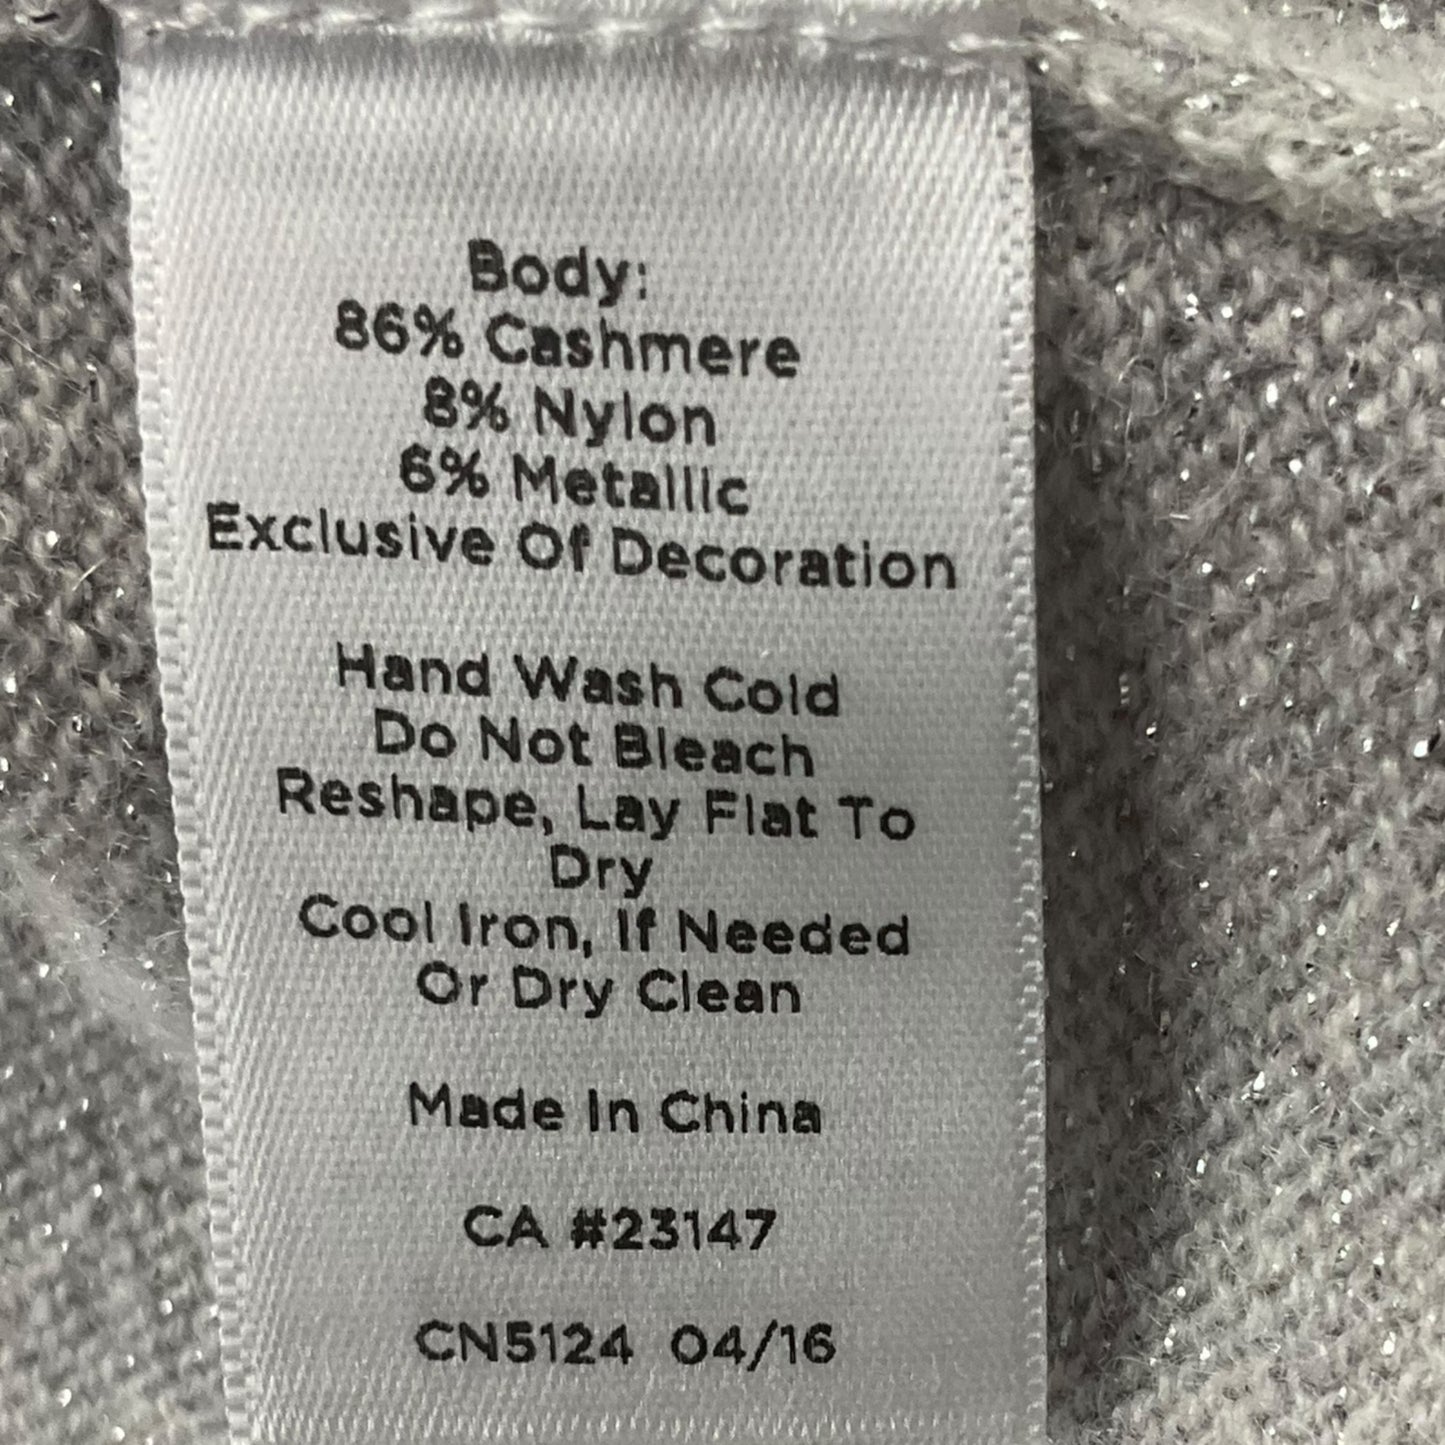 Body:
86% Cashmere
8% Nylon
6% Metallic
Exclusive Of Decoration
Hand Wash Cold
Do Not Bleach
Reshape, Lay Flat To
Dry
Cool Iron, If Needed
Or Dry Clean
Made In China
CA #23147
CN5124 04/16